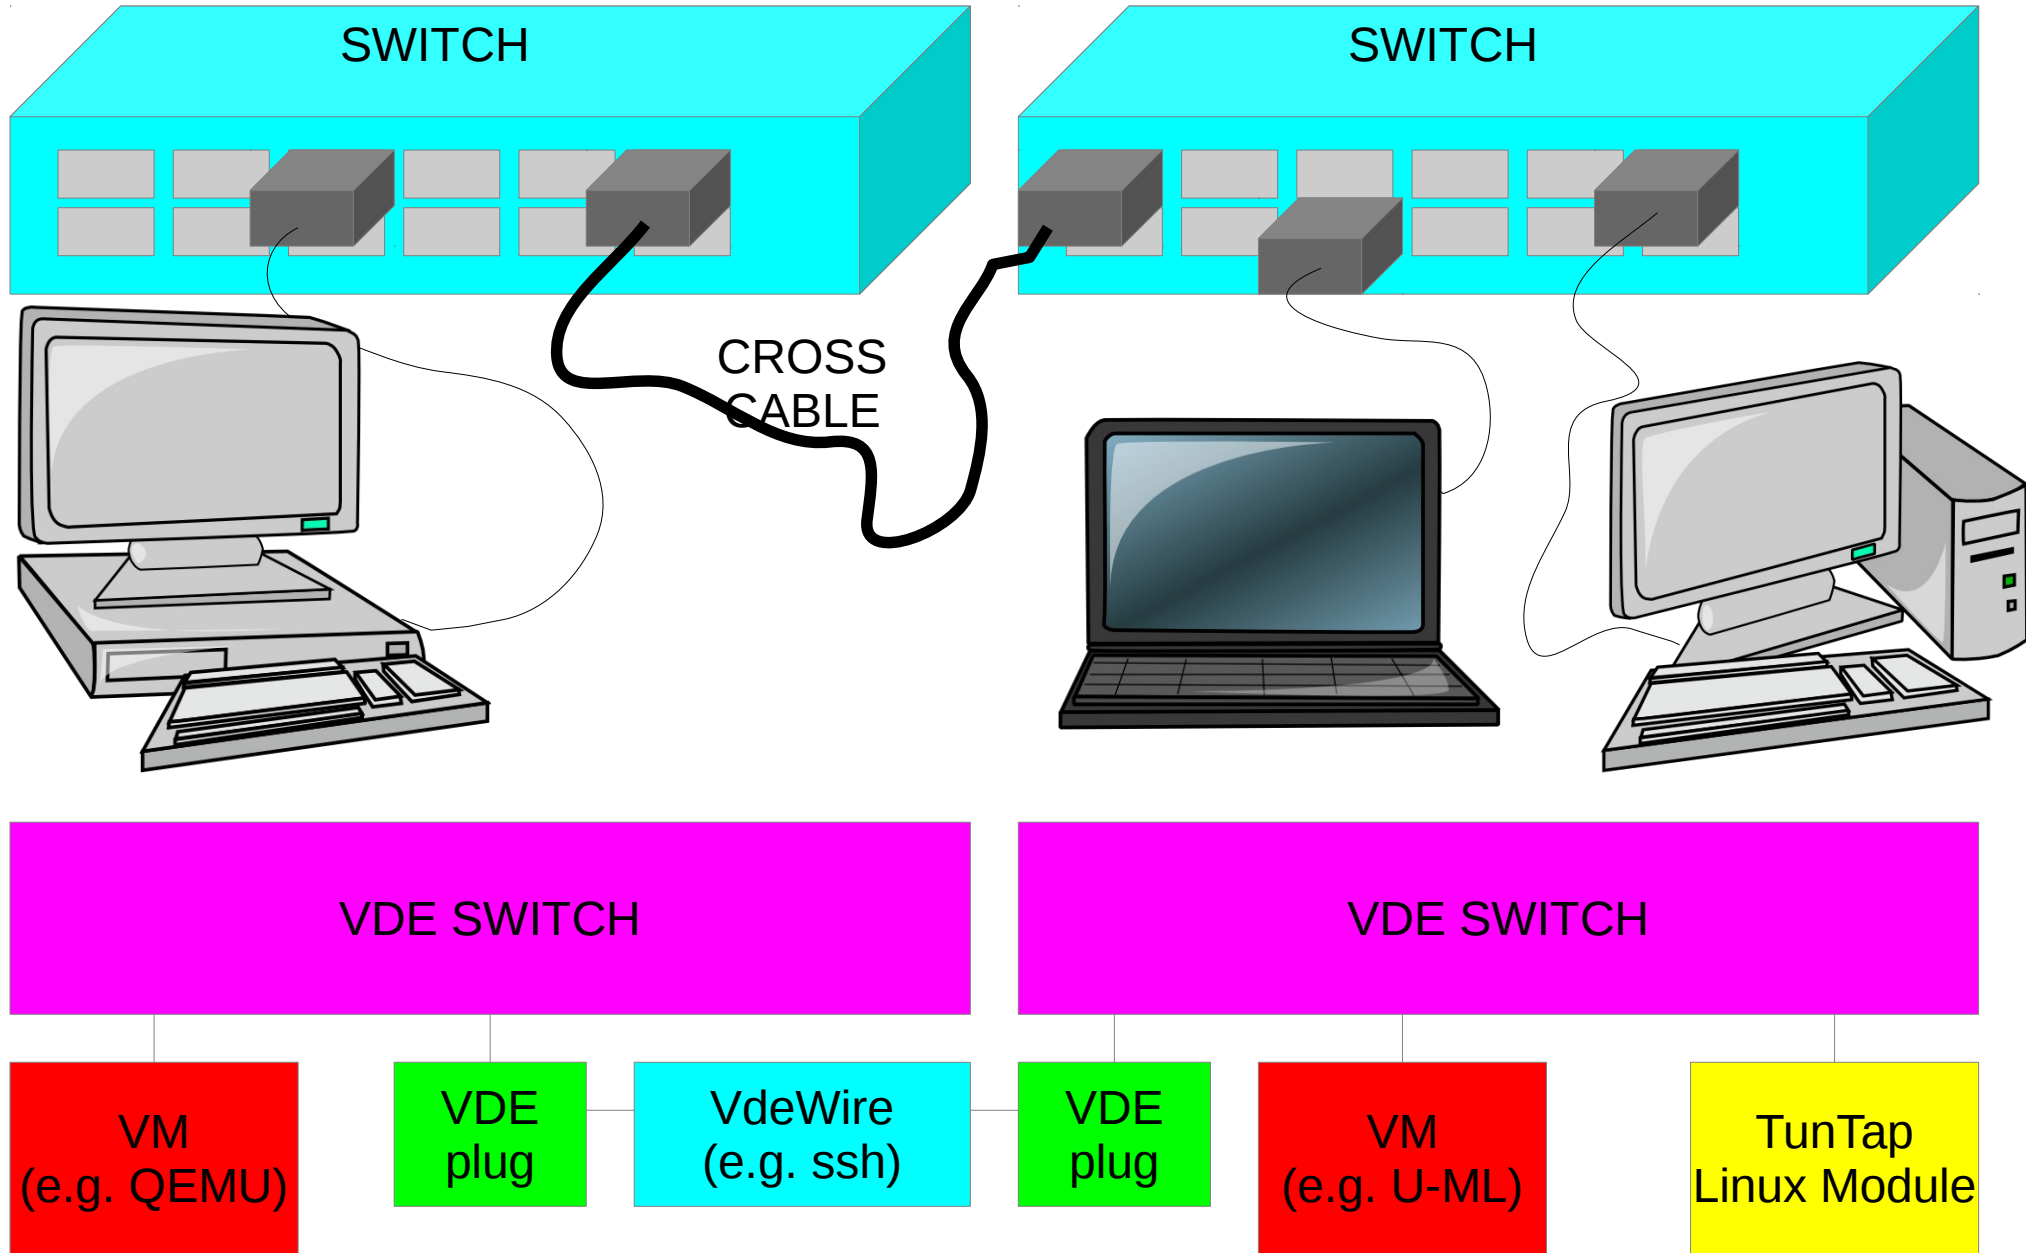 SWITCH
SWITCH
CROSS
CABLE
VDE SWITCH
VDE SWITCH
VM
(e.g. QEMU)
VDE
plug
VdeWire
(e.g. ssh)
VDE
plug
VM
(e.g. U-ML)
TunTap
Linux Module